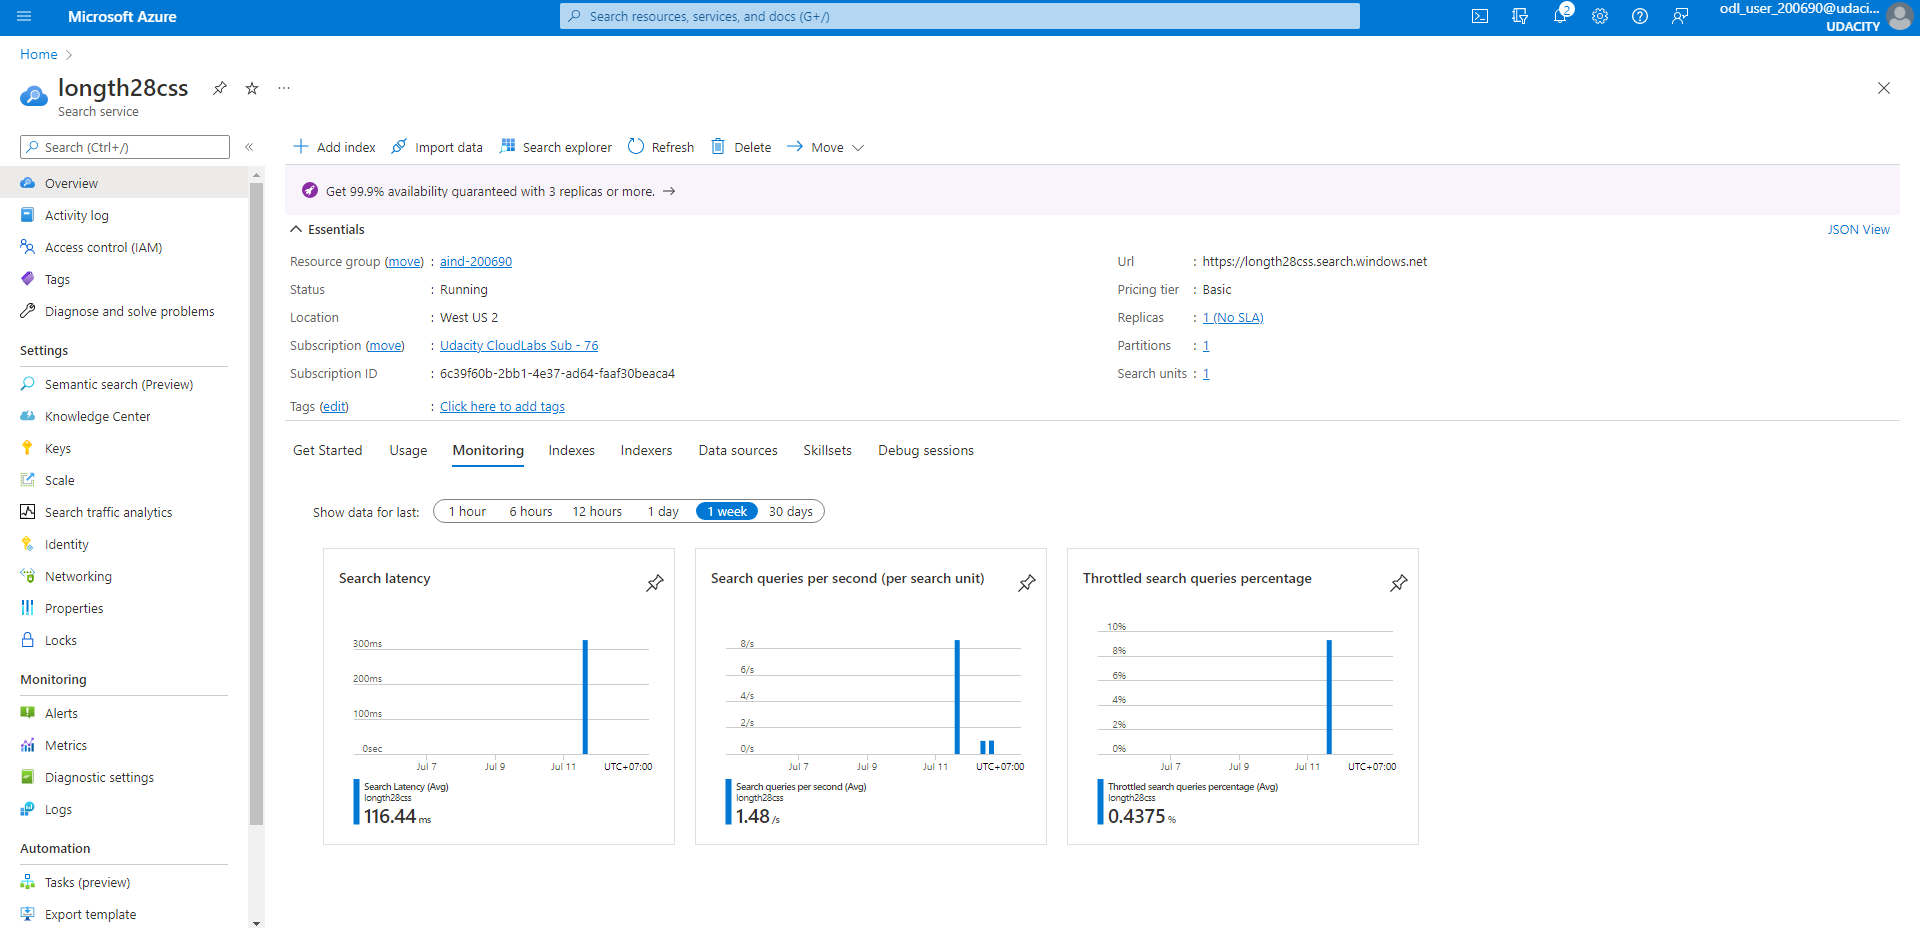 Microsoft Azure
Search resources, services, and docs (G+/)
2
odl_user_200690@udaci...
UDACITY
Home
longth28css
Search service
Search (Ctrl+/)
Overview
Activity log
Access control (IAM)
Tags
Diagnose and solve problems
Settings
Semantic search (Preview)
Knowledge Center
Keys
Scale
Search traffic analytics
Identity
Networking
Properties
Locks
Monitoring
Alerts
Metrics
Diagnostic settings
Logs
Automation
Tasks (preview)
Export template
Add index
Import data
Search explorer
Refresh
Delete
Move
Get 99.9% availability guaranteed with 3 replicas or more.
Essentials
JSON View
Resource group (move) : aind-200690
Status : Running
Location : West US 2
Subscription (move) : Udacity CloudLabs Sub - 76
Subscription ID : 6c39f60b-2bb1-4e37-ad64-faaf30beaca4
Tags (edit) : Click here to add tags
Url : https://longth28css.search.windows.net
Pricing tier : Basic
Replicas : 1 (No SLA)
Partitions : 1
Search units : 1
Get Started
Usage
Monitoring
Indexes
Indexers
Data sources
Skillsets
Debug sessions
Show data for last:
1 hour
6 hours
12 hours
1 day
1 week
30 days
Search latency
300ms
200ms
100ms
0sec
Jul 7
Jul 9
Jul 11
UTC+07:00
Search Latency (Avg)
longth28css
116.44 ms
Search queries per second (per search unit)
8/s
6/s
4/s
2/s
0/s
Jul 7
Jul 9
Jul 11
UTC+07:00
Search queries per second (Avg)
longth28css
1.48 /s
Throttled search queries percentage
10%
8%
6%
4%
2%
0%
Jul 7
Jul 9
Jul 11
UTC+07:00
Throttled search queries percentage (Avg)
longth28css
0.4375 %